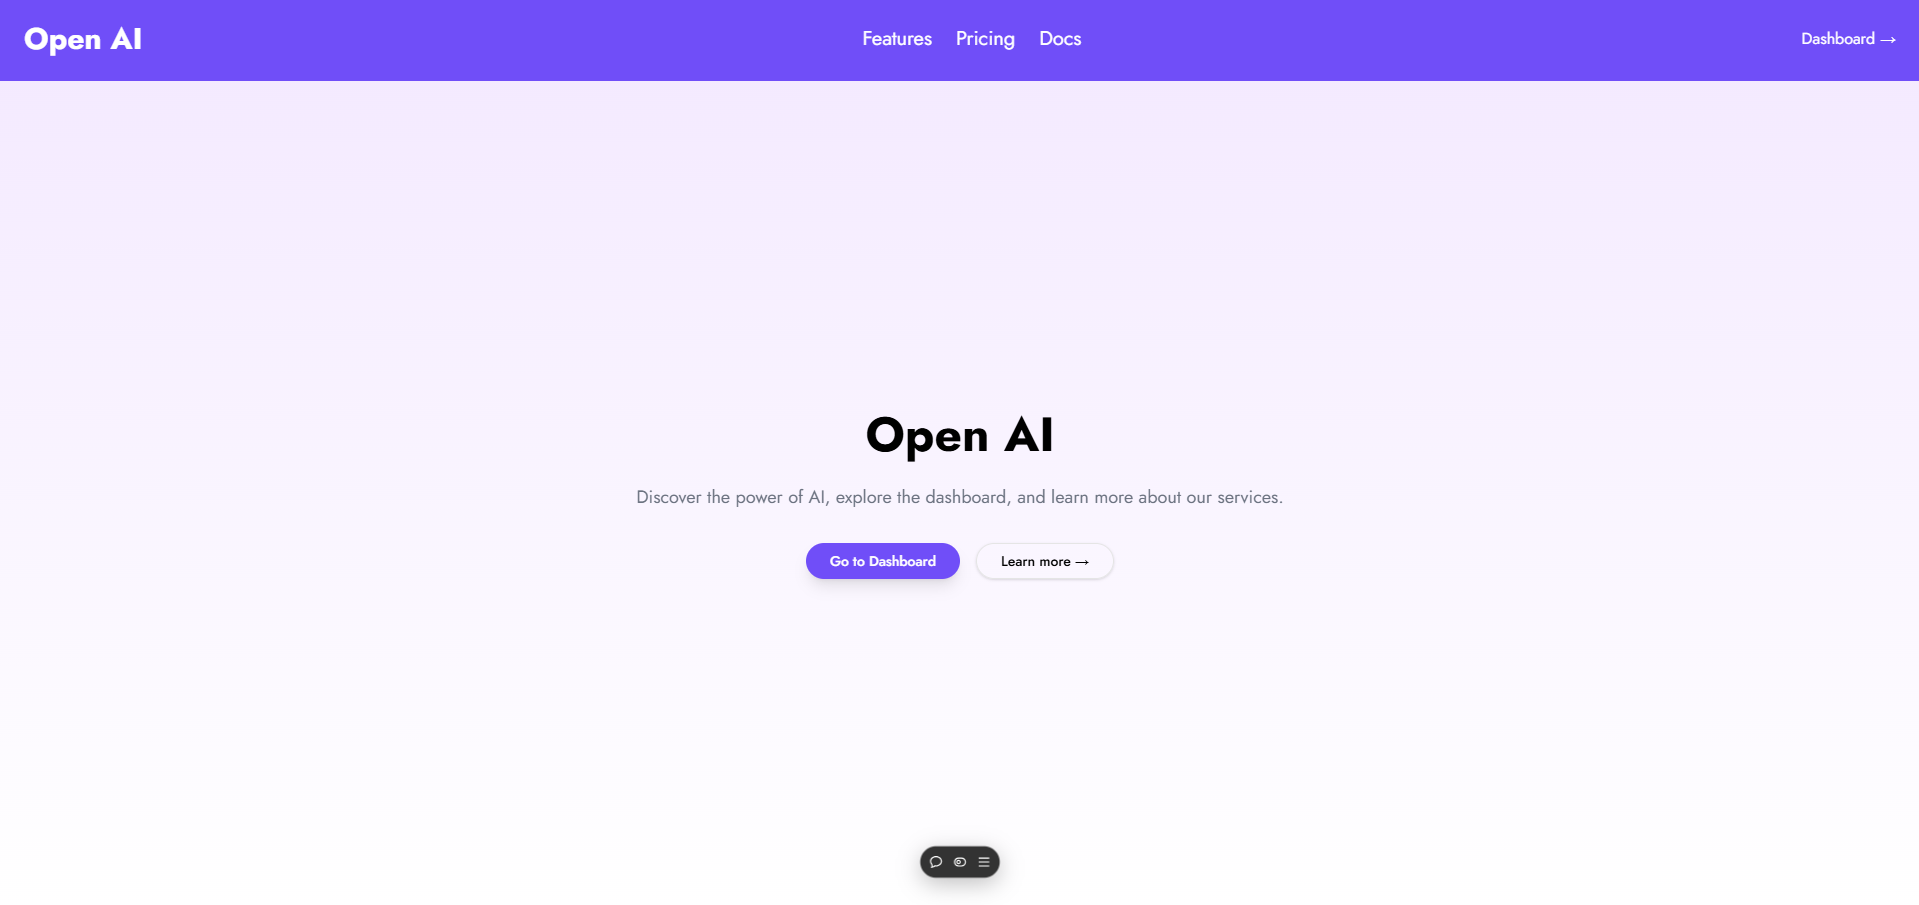 Open AI
Features Pricing Docs
Dashboard →
Open AI
Discover the power of AI, explore the dashboard, and learn more about our services.
Go to Dashboard
Learn more →